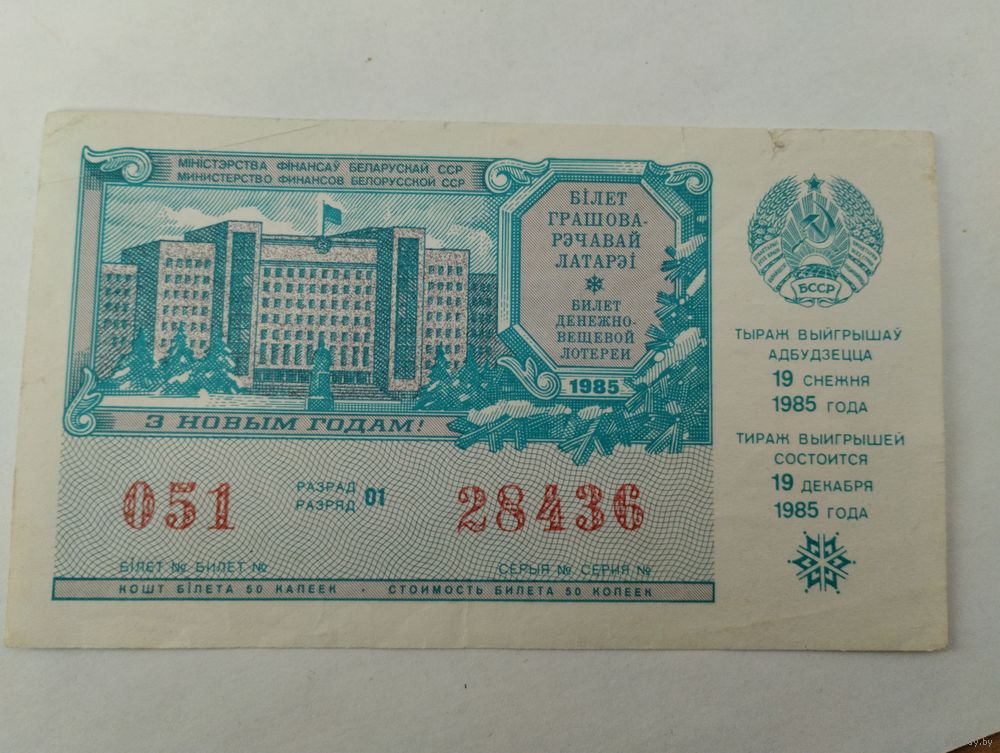 МІНІСТЭРСТВА ФІНАНСАЎ БЕЛАРУСКАЙ ССР
МИНИСТЕРСТВО ФИНАНСОВ БЕЛОРУССКОЙ ССР
БІЛЕТ
ГРАШОВА-
РЭЧАВАЙ
ЛАТАРЭІ
БИЛЕТ
ДЕНЕЖНО-
ВЕЩЕВОЙ
ЛОТЕРЕИ
1985
З НОВЫМ ГОДАМ!
051
РАЗРАД
РАЗРЯД
01
28436
БІЛЕТ № БИЛЕТ №
СЕРЫЯ № СЕРИЯ №
КОШТ БІЛЕТА 50 КАПЕЕК · СТОИМОСТЬ БИЛЕТА 50 КОПЕЕК
БССР
ТЫРАЖ ВЫЙГРЫШАЎ
АДБУДЗЕЦЦА
19 СНЕЖНЯ
1985 ГОДА
ТИРАЖ ВЫИГРЫШЕЙ
СОСТОИТСЯ
19 ДЕКАБРЯ
1985 ГОДА